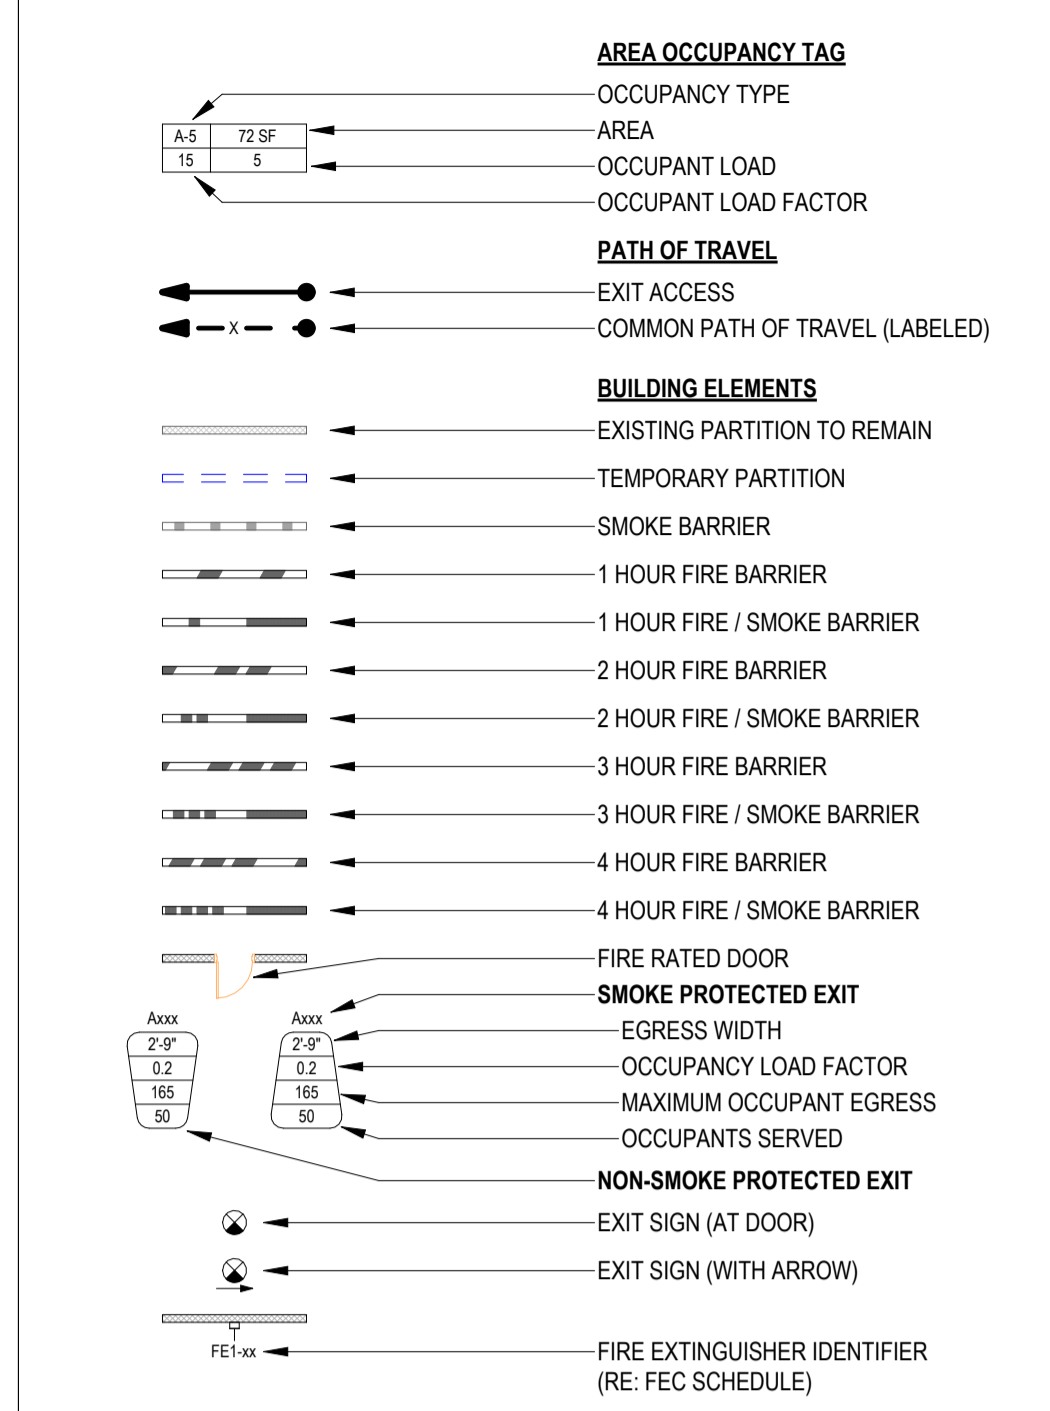 AREA OCCUPANCY TAG
OCCUPANCY TYPE
A-5 72 SF AREA
15 5 OCCUPANT LOAD
OCCUPANT LOAD FACTOR
PATH OF TRAVEL
EXIT ACCESS
X COMMON PATH OF TRAVEL (LABELED)
BUILDING ELEMENTS
EXISTING PARTITION TO REMAIN
TEMPORARY PARTITION
SMOKE BARRIER
1 HOUR FIRE BARRIER
1 HOUR FIRE / SMOKE BARRIER
2 HOUR FIRE BARRIER
2 HOUR FIRE / SMOKE BARRIER
3 HOUR FIRE BARRIER
3 HOUR FIRE / SMOKE BARRIER
4 HOUR FIRE BARRIER
4 HOUR FIRE / SMOKE BARRIER
FIRE RATED DOOR
SMOKE PROTECTED EXIT
Axxx Axxx
2'-9" 2'-9" EGRESS WIDTH
0.2 0.2 OCCUPANCY LOAD FACTOR
165 165 MAXIMUM OCCUPANT EGRESS
50 50 OCCUPANTS SERVED
NON-SMOKE PROTECTED EXIT
EXIT SIGN (AT DOOR)
EXIT SIGN (WITH ARROW)
FE1-xx FIRE EXTINGUISHER IDENTIFIER
(RE: FEC SCHEDULE)